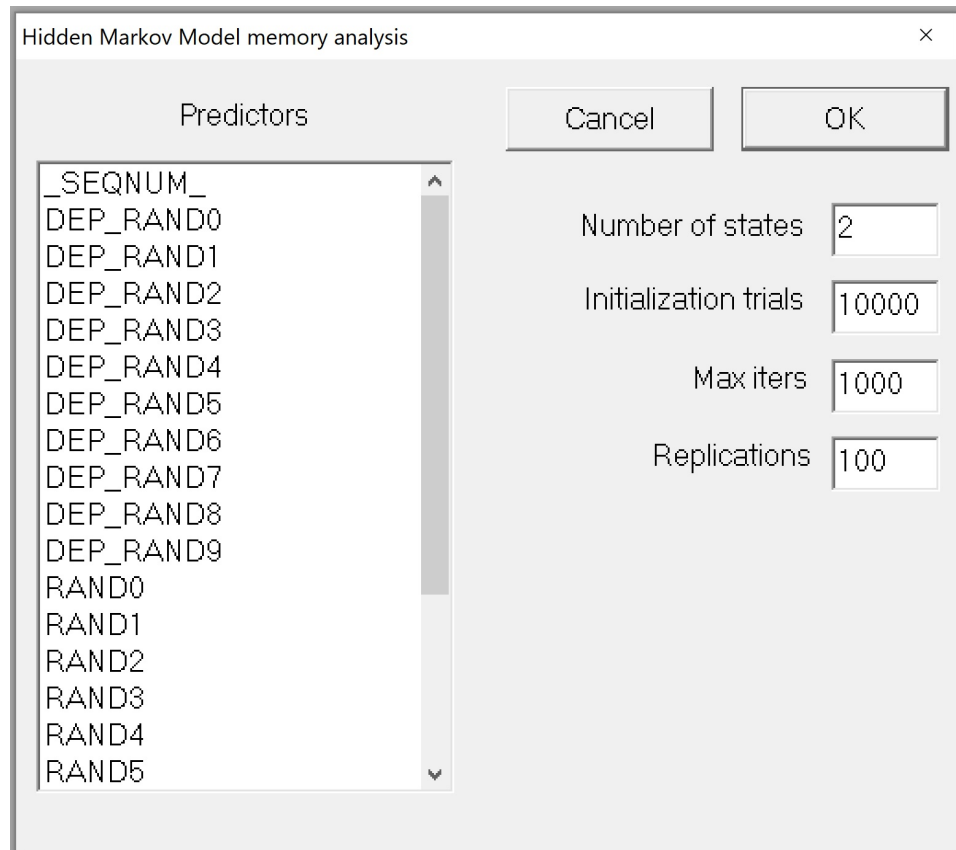 Hidden Markov Model memory analysis
Predictors
Cancel
OK
_SEQNUM_
DEP_RAND0
DEP_RAND1
DEP_RAND2
DEP_RAND3
DEP_RAND4
DEP_RAND5
DEP_RAND6
DEP_RAND7
DEP_RAND8
DEP_RAND9
RAND0
RAND1
RAND2
RAND3
RAND4
RAND5
Number of states 2
Initialization trials 10000
Max iters 1000
Replications 100